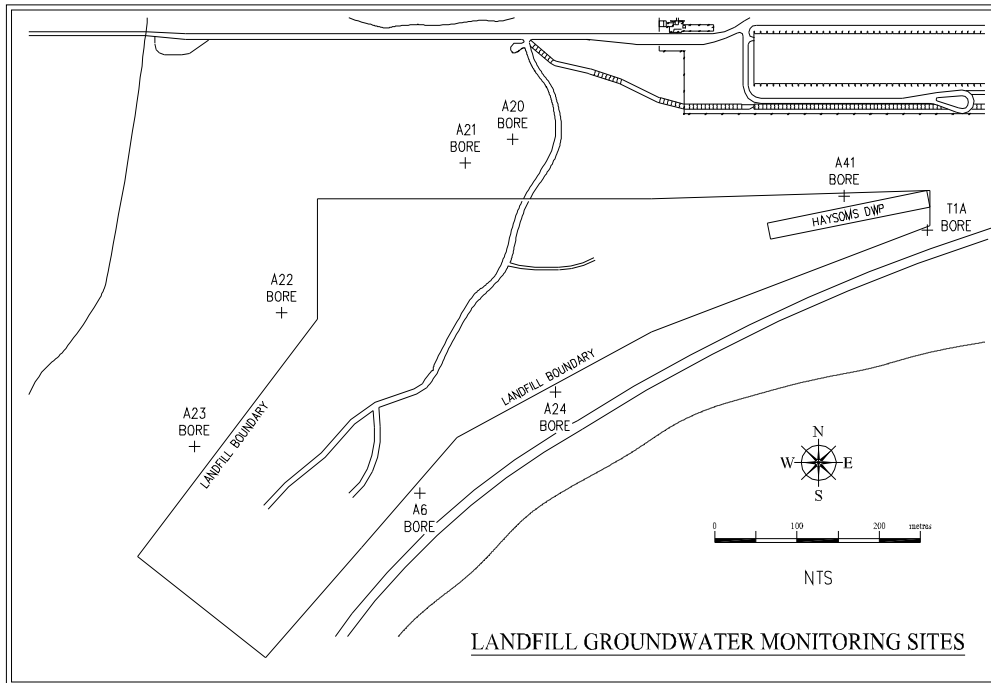 A20
BORE
A21
BORE
A41
BORE
HAYSOMS DWP
T1A
BORE
A22
BORE
LANDFILL BOUNDARY
A24
BORE
A23
BORE
LANDFILL BOUNDARY
A6
BORE
N
W E
S
0 100 200 metres
NTS
LANDFILL GROUNDWATER MONITORING SITES